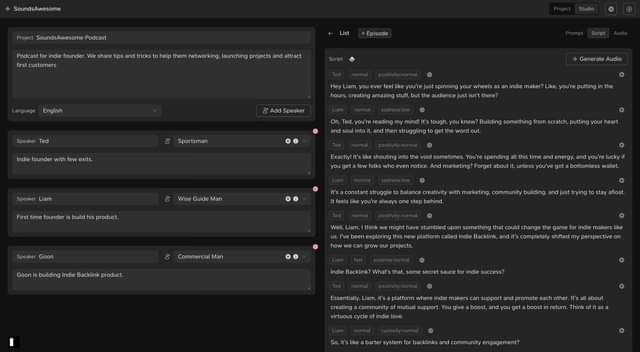 SoundsAwesome
Project
Studio
Project SoundsAwesome Podcast
Podcast for indie founder. We share tips and tricks to help them networking, launching projects and attract
first customers
Language English
Add Speaker
Speaker Ted
Sportsman
Indie founder with few exits.
Speaker Liam
Wise Guide Man
First time founder is build his product.
Speaker Goon
Commercial Man
Goon is building Indie Backlink product.
List
+ Episode
Prompt
Script
Audio
Script
+ Generate Audio
Ted normal positivity:normal
Hey Liam, you ever feel like you're just spinning your wheels as an indie maker? Like, you're putting in the
hours, creating amazing stuff, but the audience just isn't there?
Liam normal sadness:low
Oh, Ted, you're reading my mind! It's tough, you know? Building something from scratch, putting your heart
and soul into it, and then struggling to get the word out.
Ted normal positivity:normal
Exactly! It's like shouting into the void sometimes. You're spending all this time and energy, and you're lucky if
you get a few folks who even notice. And marketing? Forget about it, unless you've got a bottomless wallet.
Liam normal sadness:low
It's a constant struggle to balance creativity with marketing, community building, and just trying to stay afloat.
It feels like you're always one step behind.
Ted normal positivity:normal
Well, Liam, I think we might have stumbled upon something that could change the game for indie makers like
us. I've been exploring this new platform called Indie Backlink, and it's completely shifted my perspective on
how we can grow our projects.
Liam fast surprise:normal
Indie Backlink? What's that, some secret sauce for indie success?
Ted normal positivity:normal
Essentially, Liam, it's a platform where indie makers can support and promote each other. It's all about
creating a community of mutual support. You give a boost, and you get a boost in return. Think of it as a
virtuous cycle of indie love.
Liam normal curiosity:normal
So, it's like a barter system for backlinks and community engagement?